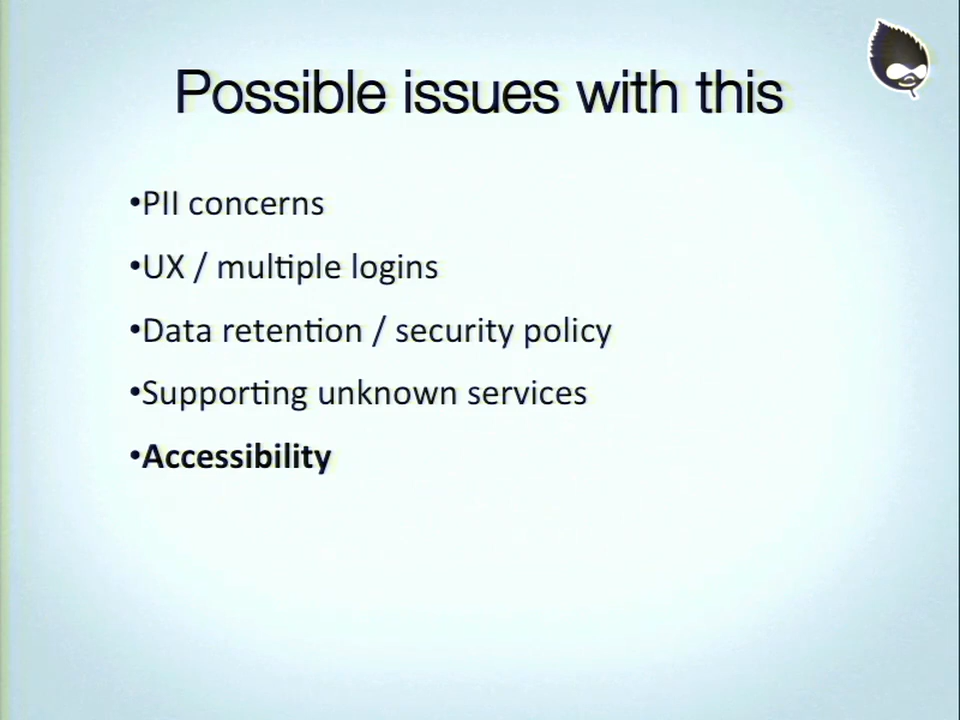 Possible issues with this
•PII concerns
•UX / multiple logins
•Data retention / security policy
•Supporting unknown services
•Accessibility